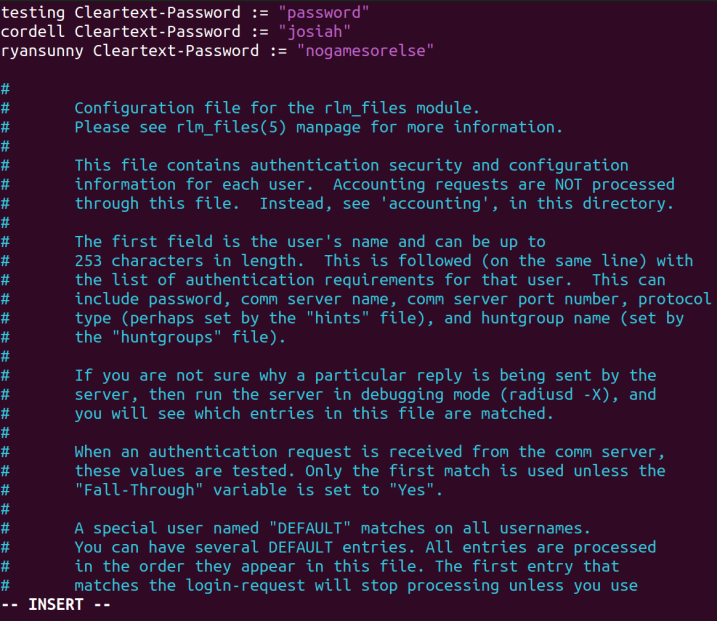 testing Cleartext-Password := "password"
cordell Cleartext-Password := "josiah"
ryansunny Cleartext-Password := "nogamesorelse"
#
#       Configuration file for the rlm_files module.
#       Please see rlm_files(5) manpage for more information.
#
#       This file contains authentication security and configuration
#       information for each user.  Accounting requests are NOT processed
#       through this file.  Instead, see 'accounting', in this directory.
#
#       The first field is the user's name and can be up to
#       253 characters in length.  This is followed (on the same line) with
#       the list of authentication requirements for that user.  This can
#       include password, comm server name, comm server port number, protocol
#       type (perhaps set by the "hints" file), and huntgroup name (set by
#       the "huntgroups" file).
#
#       If you are not sure why a particular reply is being sent by the
#       server, then run the server in debugging mode (radiusd -X), and
#       you will see which entries in this file are matched.
#
#       When an authentication request is received from the comm server,
#       these values are tested. Only the first match is used unless the
#       "Fall-Through" variable is set to "Yes".
#
#       A special user named "DEFAULT" matches on all usernames.
#       You can have several DEFAULT entries. All entries are processed
#       in the order they appear in this file. The first entry that
#       matches the login-request will stop processing unless you use
-- INSERT --